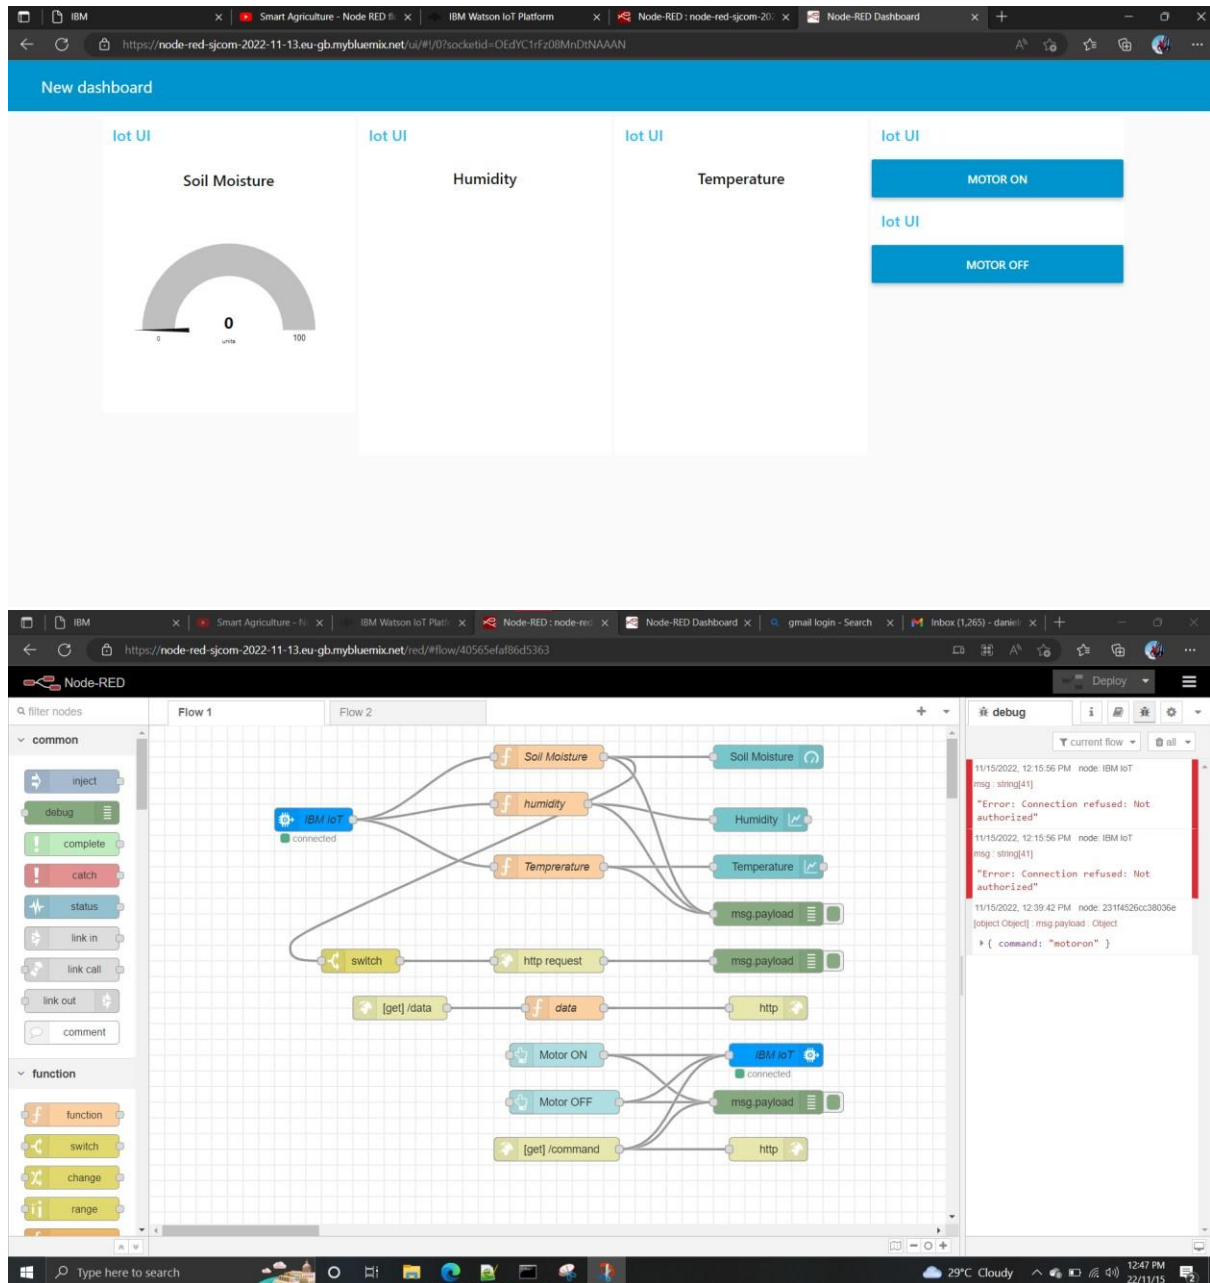 IBM
Smart Agriculture - Node RED fl
IBM Watson IoT Platform
Node-RED : node-red-sjcom-202
Node-RED Dashboard
https://node-red-sjcom-2022-11-13.eu-gb.mybluemix.net/ui/#!/0?socketid=OEdYC1rFz08MnDtNAAAN
New dashboard
Iot UI
Soil Moisture
0
units
0
100
Iot UI
Humidity
Iot UI
Temperature
Iot UI
MOTOR ON
Iot UI
MOTOR OFF
IBM
Smart Agriculture - N
IBM Watson IoT Platf
Node-RED : node-red
Node-RED Dashboard
gmail login - Search
Inbox (1,265) - daniel
https://node-red-sjcom-2022-11-13.eu-gb.mybluemix.net/red/#flow/40565efaf86d5363
Node-RED
Deploy
filter nodes
Flow 1
Flow 2
debug
i
common
inject
debug
complete
catch
status
link in
link call
link out
comment
function
function
switch
change
range
IBM IoT
connected
Soil Moisture
Soil Moisture
humidity
Humidity
Temprerature
Temperature
msg.payload
switch
http request
msg.payload
[get] /data
data
http
Motor ON
IBM IoT
connected
Motor OFF
msg.payload
[get] /command
http
current flow
all
11/15/2022, 12:15:56 PM node: IBM IoT
msg : string[41]
"Error: Connection refused: Not
authorized"
11/15/2022, 12:15:56 PM node: IBM IoT
msg : string[41]
"Error: Connection refused: Not
authorized"
11/15/2022, 12:39:42 PM node: 231f4526cc38036e
[object Object] : msg.payload : Object
{ command: "motoron" }
Type here to search
29°C Cloudy
12:47 PM
22/11/15